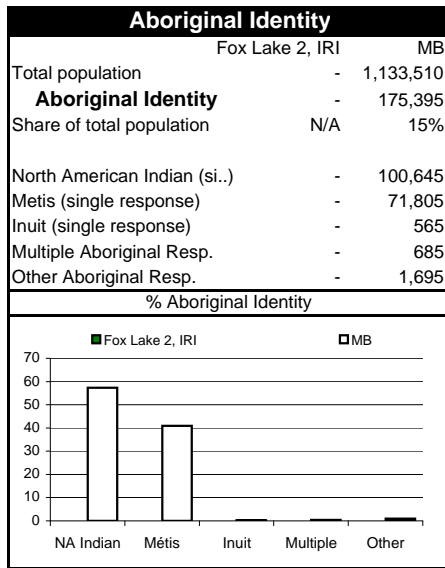 Aboriginal Identity
Fox Lake 2, IRI MB
Total population - 1,133,510
Aboriginal Identity - 175,395
Share of total population N/A 15%
North American Indian (si..) - 100,645
Metis (single response) - 71,805
Inuit (single response) - 565
Multiple Aboriginal Resp. - 685
Other Aboriginal Resp. - 1,695
% Aboriginal Identity
Fox Lake 2, IRI MB
70
60
50
40
30
20
10
0
NA Indian Métis Inuit Multiple Other